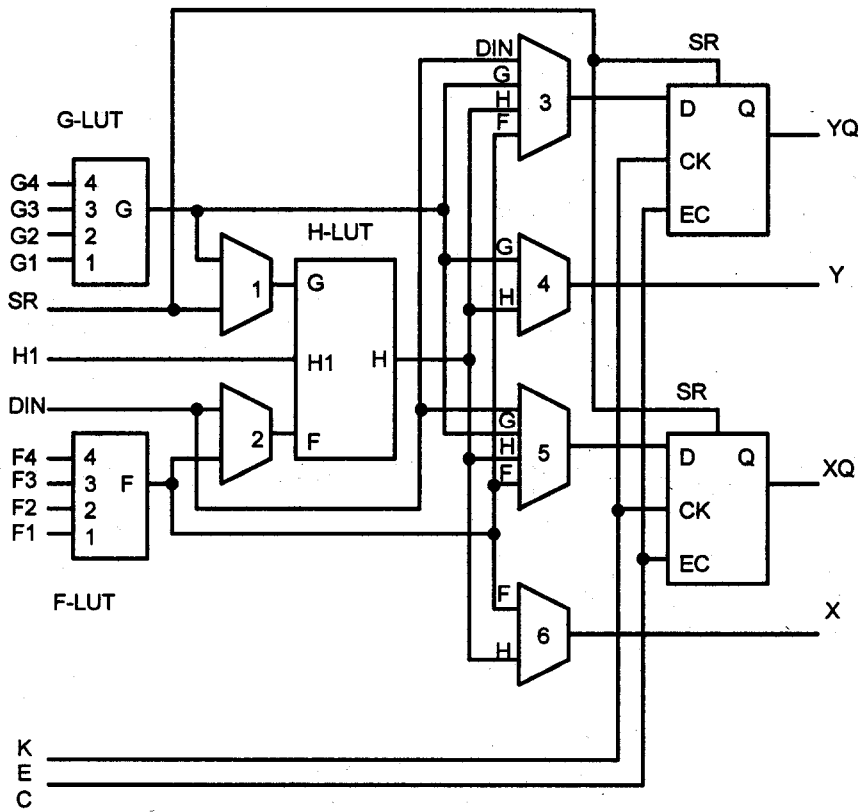 SR
DIN
G
H
F
3
D Q
CK
EC
YQ
G-LUT
G4 4
G3 3 G
G2 2
G1 1
SR
H-LUT
1
G
H1
H1 H
F
G
H
4
Y
DIN
2
F4 4
F3 3 F
F2 2
F1 1
F-LUT
G
H
F
5
SR
D Q
CK
EC
XQ
F
H
6
X
K
E
C